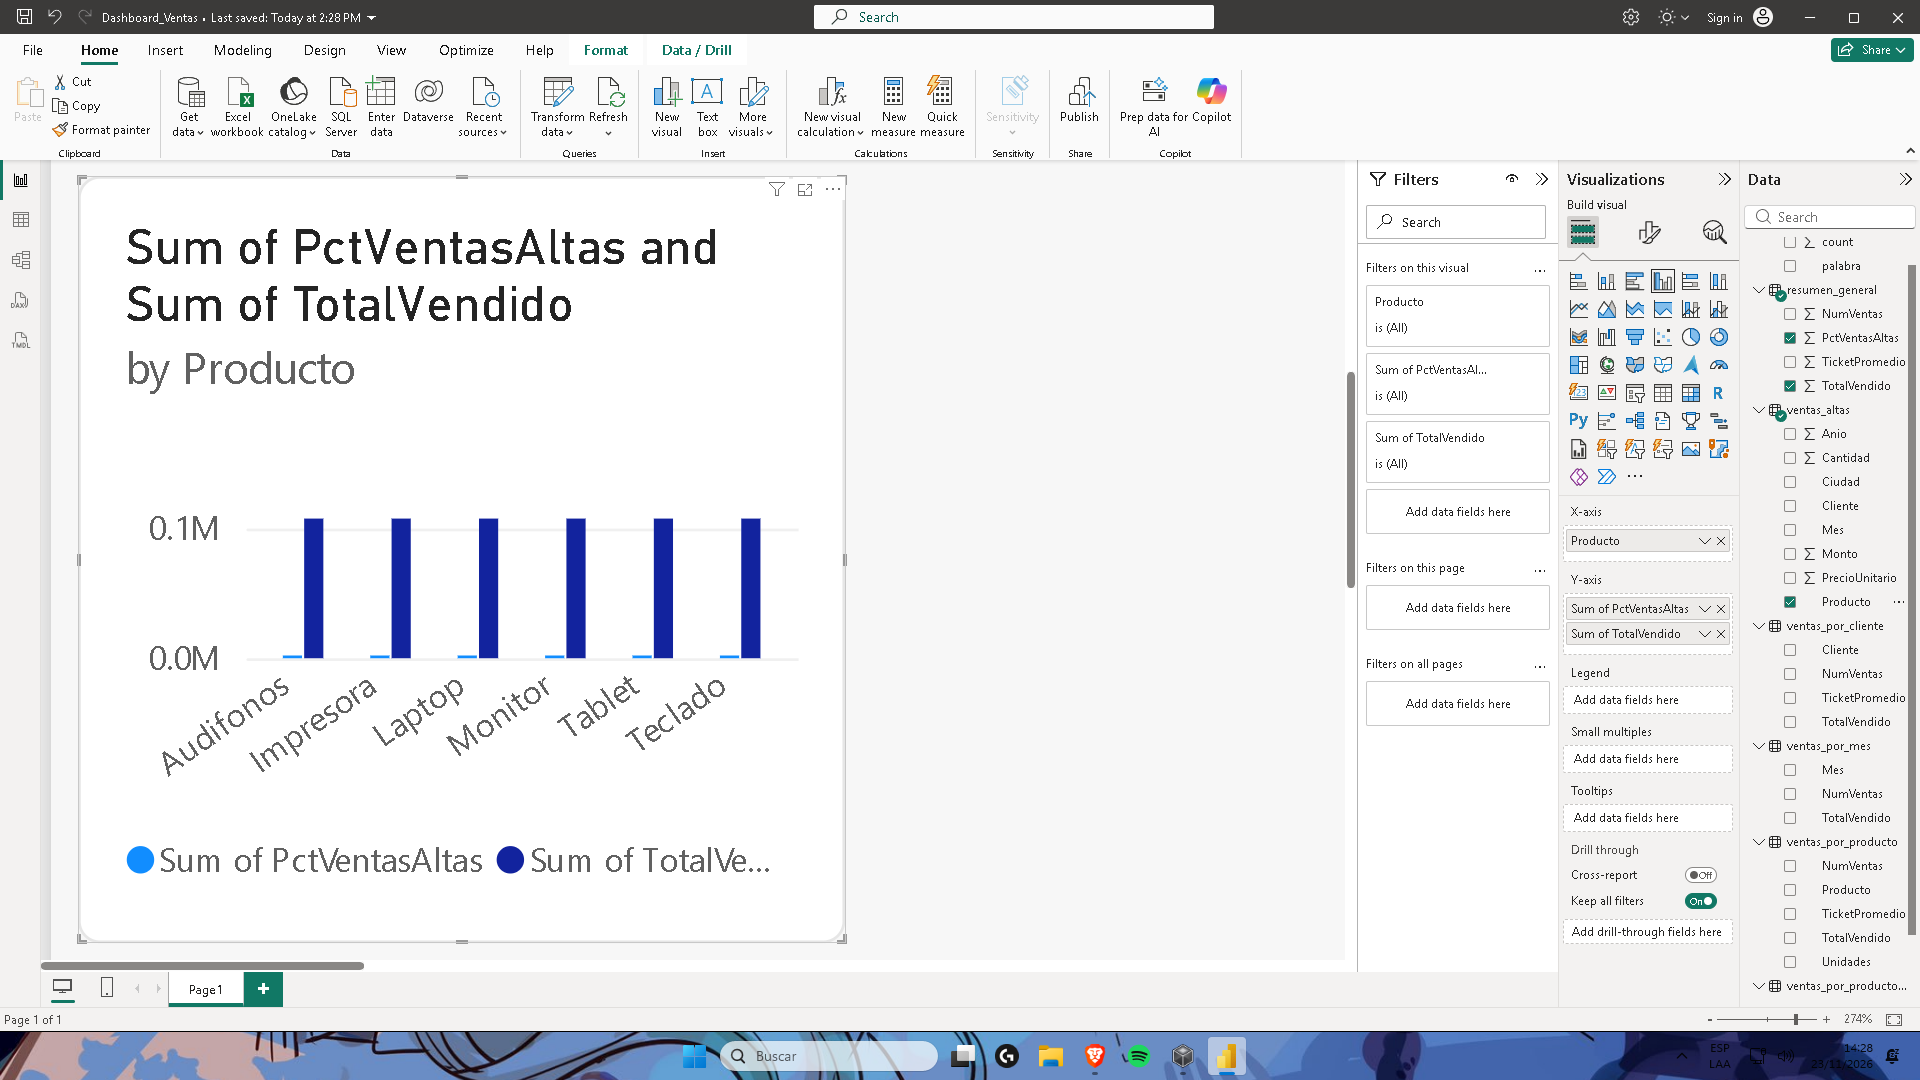 Dashboard_Ventas • Last saved: Today at 2:28 PM
Search
Sign in
File
Home
Insert
Modeling
Design
View
Optimize
Help
Format
Data / Drill
Share
Paste
Cut
Copy
Format painter
Clipboard
Get data
Excel workbook
OneLake catalog
SQL Server
Enter data
Dataverse
Recent sources
Data
Transform data
Refresh
Queries
New visual
Text box
More visuals
Insert
New visual calculation
New measure
Quick measure
Calculations
Sensitivity
Sensitivity
Publish
Share
Prep data for AI
Copilot
Copilot
Sum of PctVentasAltas and
Sum of TotalVendido
by Producto
0.1M
0.0M
Audifonos
Impresora
Laptop
Monitor
Tablet
Teclado
Sum of PctVentasAltas
Sum of TotalVe...
Filters
Search
Filters on this visual
Producto
is (All)
Sum of PctVentasAl...
is (All)
Sum of TotalVendido
is (All)
Add data fields here
Filters on this page
Add data fields here
Filters on all pages
Add data fields here
Visualizations
Build visual
X-axis
Producto
Y-axis
Sum of PctVentasAltas
Sum of TotalVendido
Legend
Add data fields here
Small multiples
Add data fields here
Tooltips
Add data fields here
Drill through
Cross-report
Off
Keep all filters
On
Add drill-through fields here
Data
Search
count
palabra
resumen_general
NumVentas
PctVentasAltas
TicketPromedio
TotalVendido
ventas_altas
Anio
Cantidad
Ciudad
Cliente
Mes
Monto
PrecioUnitario
Producto
ventas_por_cliente
Cliente
NumVentas
TicketPromedio
TotalVendido
ventas_por_mes
Mes
NumVentas
TotalVendido
ventas_por_producto
NumVentas
Producto
TicketPromedio
TotalVendido
Unidades
ventas_por_producto...
Page 1
Page 1 of 1
274%
Buscar
ESP
LAA
14:28
23/11/2026